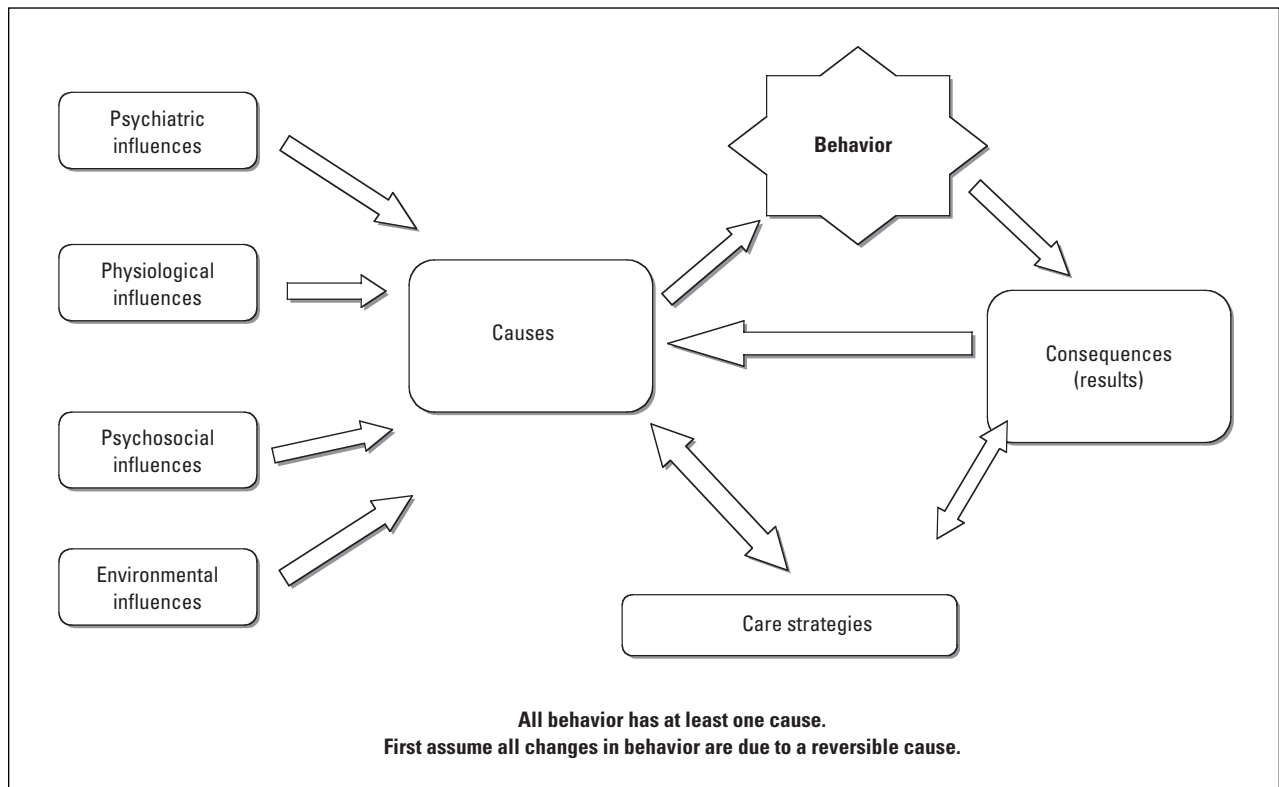 Psychiatric
influences
Physiological
influences
Psychosocial
influences
Environmental
influences
Causes
Behavior
Consequences
(results)
Care strategies
All behavior has at least one cause.
First assume all changes in behavior are due to a reversible cause.